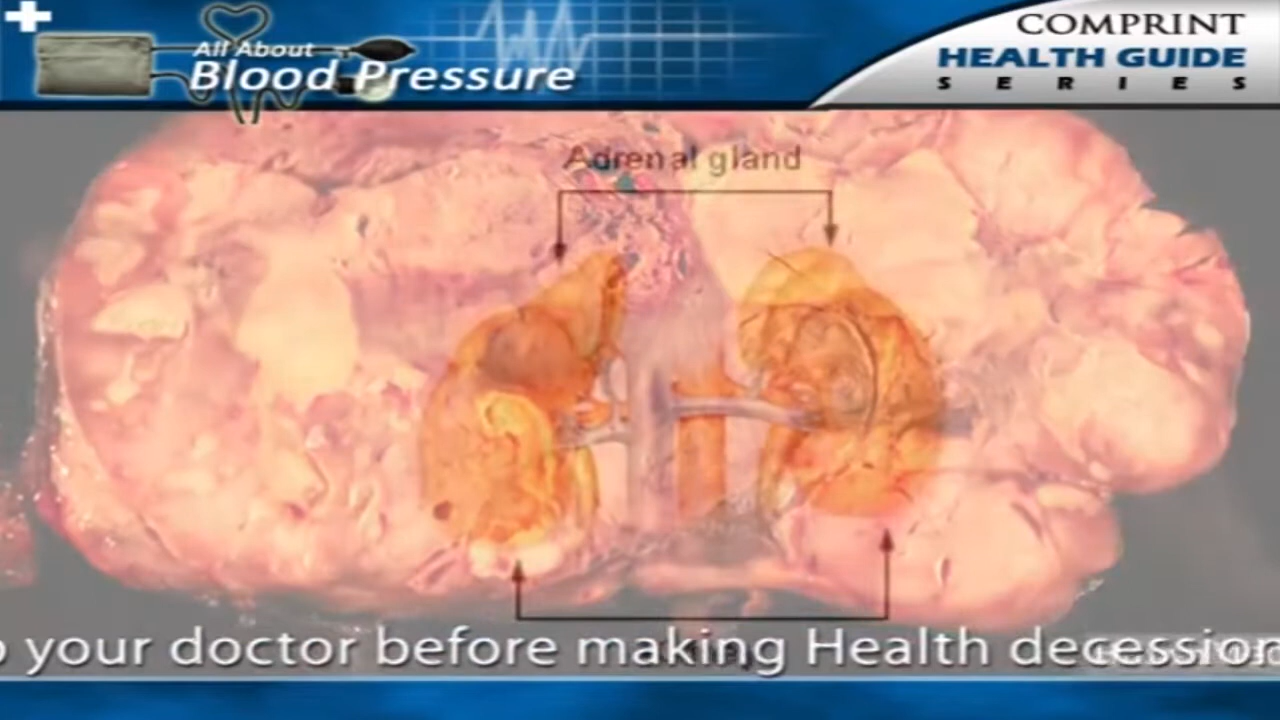 All About
Blood Pressure
COMPRINT
HEALTH GUIDE
SERIES
Adrenal gland
your doctor before making Health decession